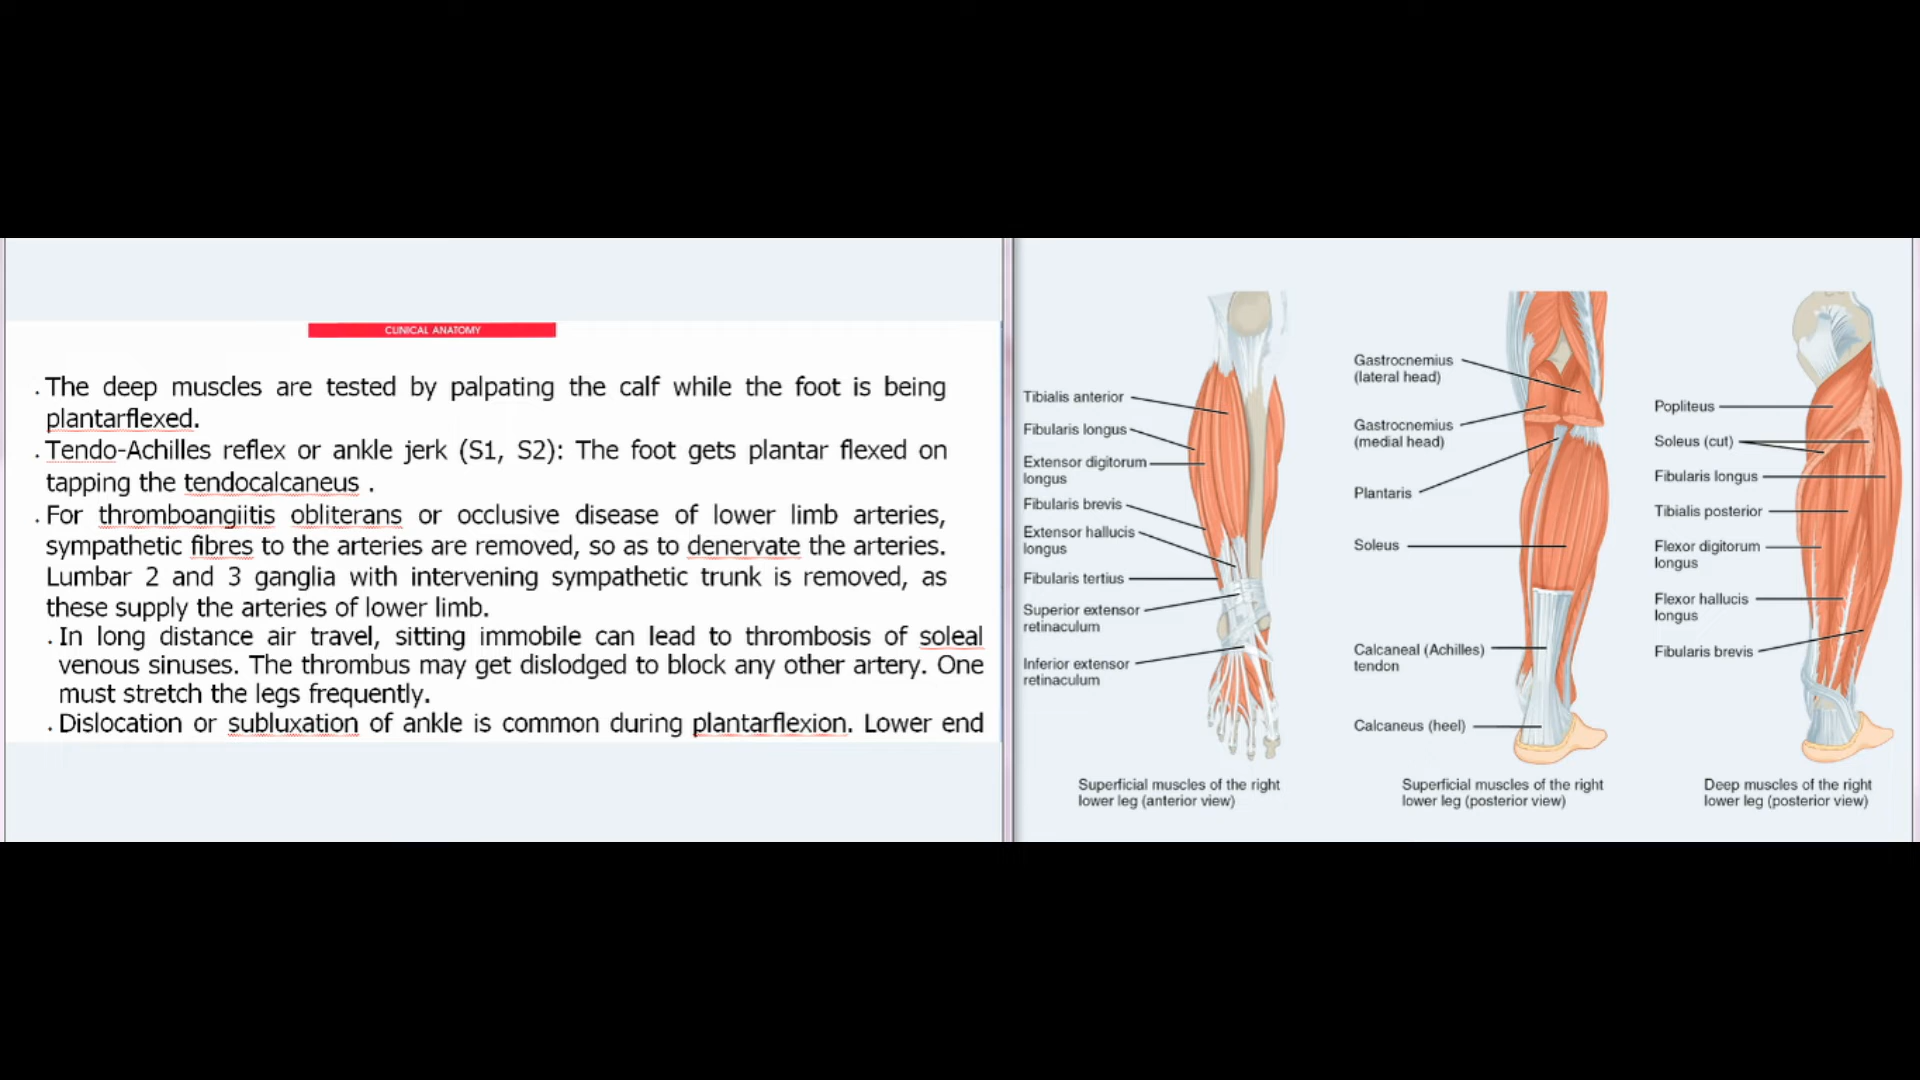 CLINICAL ANATOMY
. The deep muscles are tested by palpating the calf while the foot is being
plantarflexed.
. Tendo-Achilles reflex or ankle jerk (S1, S2): The foot gets plantar flexed on
tapping the tendocalcaneus .
. For thromboangiitis obliterans or occlusive disease of lower limb arteries,
sympathetic fibres to the arteries are removed, so as to denervate the arteries.
Lumbar 2 and 3 ganglia with intervening sympathetic trunk is removed, as
these supply the arteries of lower limb.
. In long distance air travel, sitting immobile can lead to thrombosis of soleal
venous sinuses. The thrombus may get dislodged to block any other artery. One
must stretch the legs frequently.
. Dislocation or subluxation of ankle is common during plantarflexion. Lower end
Tibialis anterior
Fibularis longus
Extensor digitorum
longus
Fibularis brevis
Extensor hallucis
longus
Fibularis tertius
Superior extensor
retinaculum
Inferior extensor
retinaculum
Superficial muscles of the right
lower leg (anterior view)
Gastrocnemius
(lateral head)
Gastrocnemius
(medial head)
Plantaris
Soleus
Calcaneal (Achilles)
tendon
Calcaneus (heel)
Superficial muscles of the right
lower leg (posterior view)
Popliteus
Soleus (cut)
Fibularis longus
Tibialis posterior
Flexor digitorum
longus
Flexor hallucis
longus
Fibularis brevis
Deep muscles of the right
lower leg (posterior view)